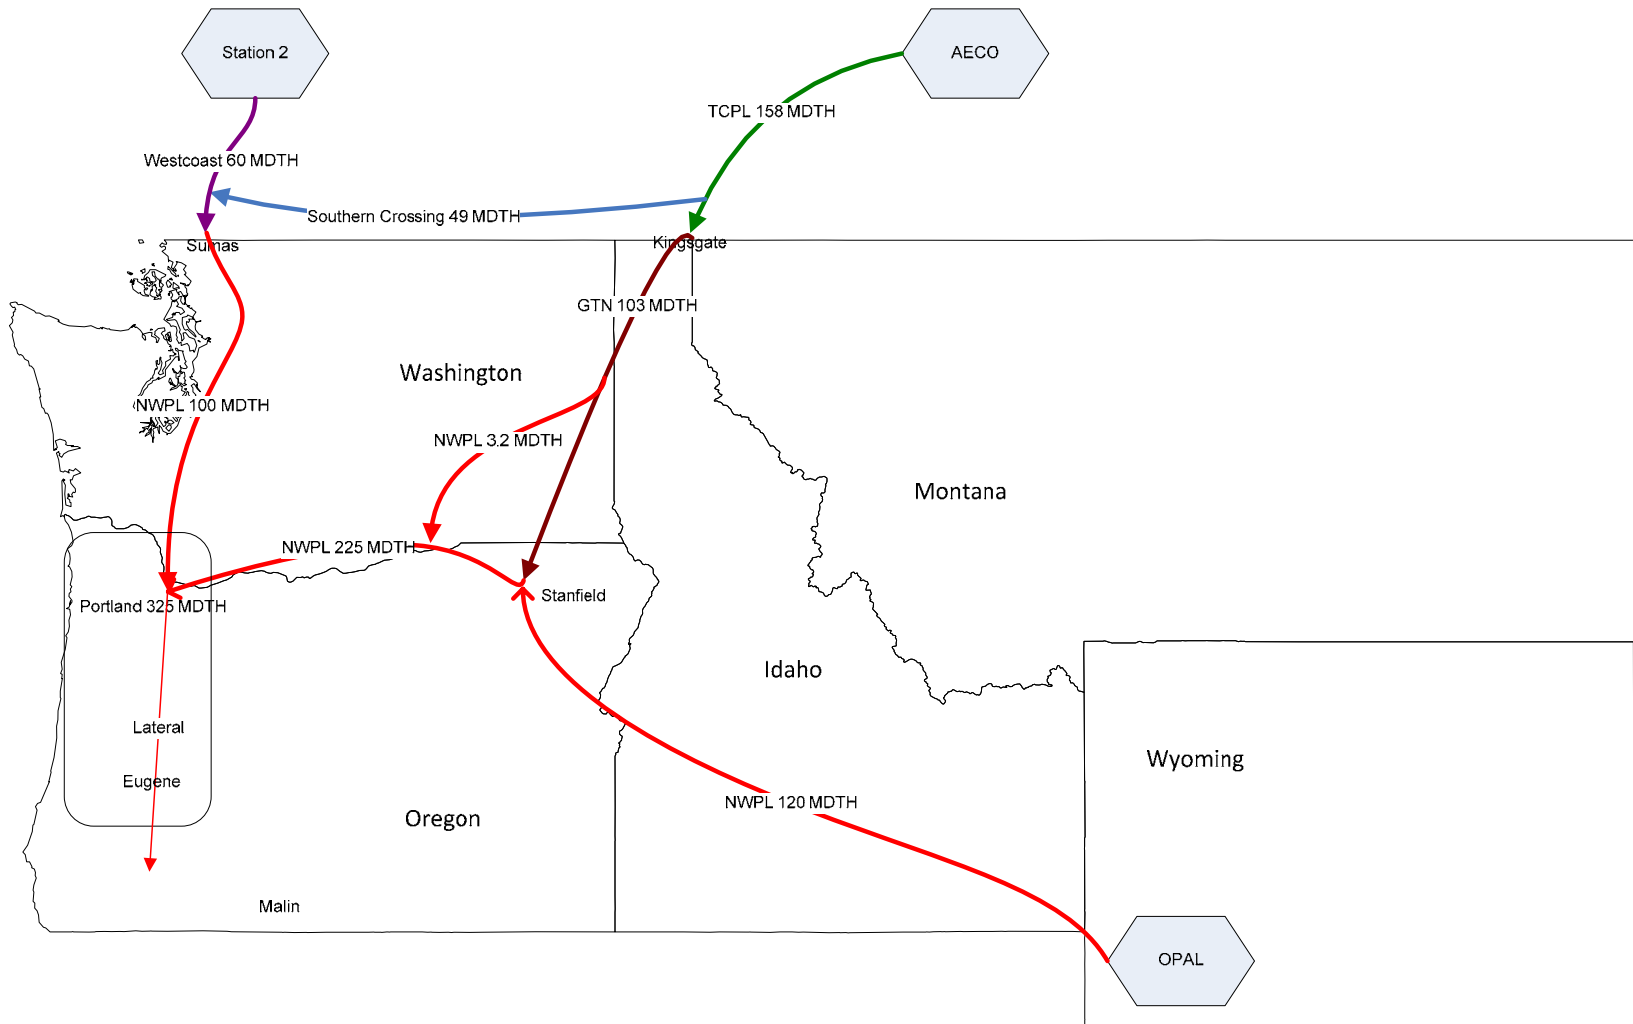 Station 2
AECO
TCPL 158 MDTH
Westcoast 60 MDTH
Southern Crossing 49 MDTH
Sumas
Kingsgate
GTN 103 MDTH
Washington
NWPL 100 MDTH
NWPL 3.2 MDTH
Montana
NWPL 225 MDTH
Stanfield
Portland 325 MDTH
Idaho
Lateral
Wyoming
Eugene
NWPL 120 MDTH
Oregon
Malin
OPAL